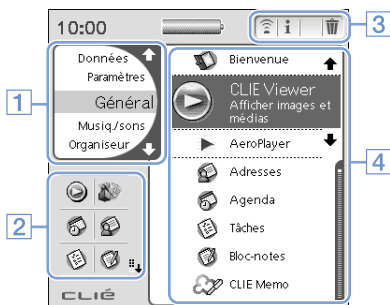 10:00
i
3
Données
Paramètres
Général
Musiq./sons
Organiseur
1
Bienvenue
CLIE Viewer
Afficher images et
médias
AeroPlayer
Adresses
Agenda
Tâches
Bloc-notes
CLIE Memo
4
2
CLIÉ